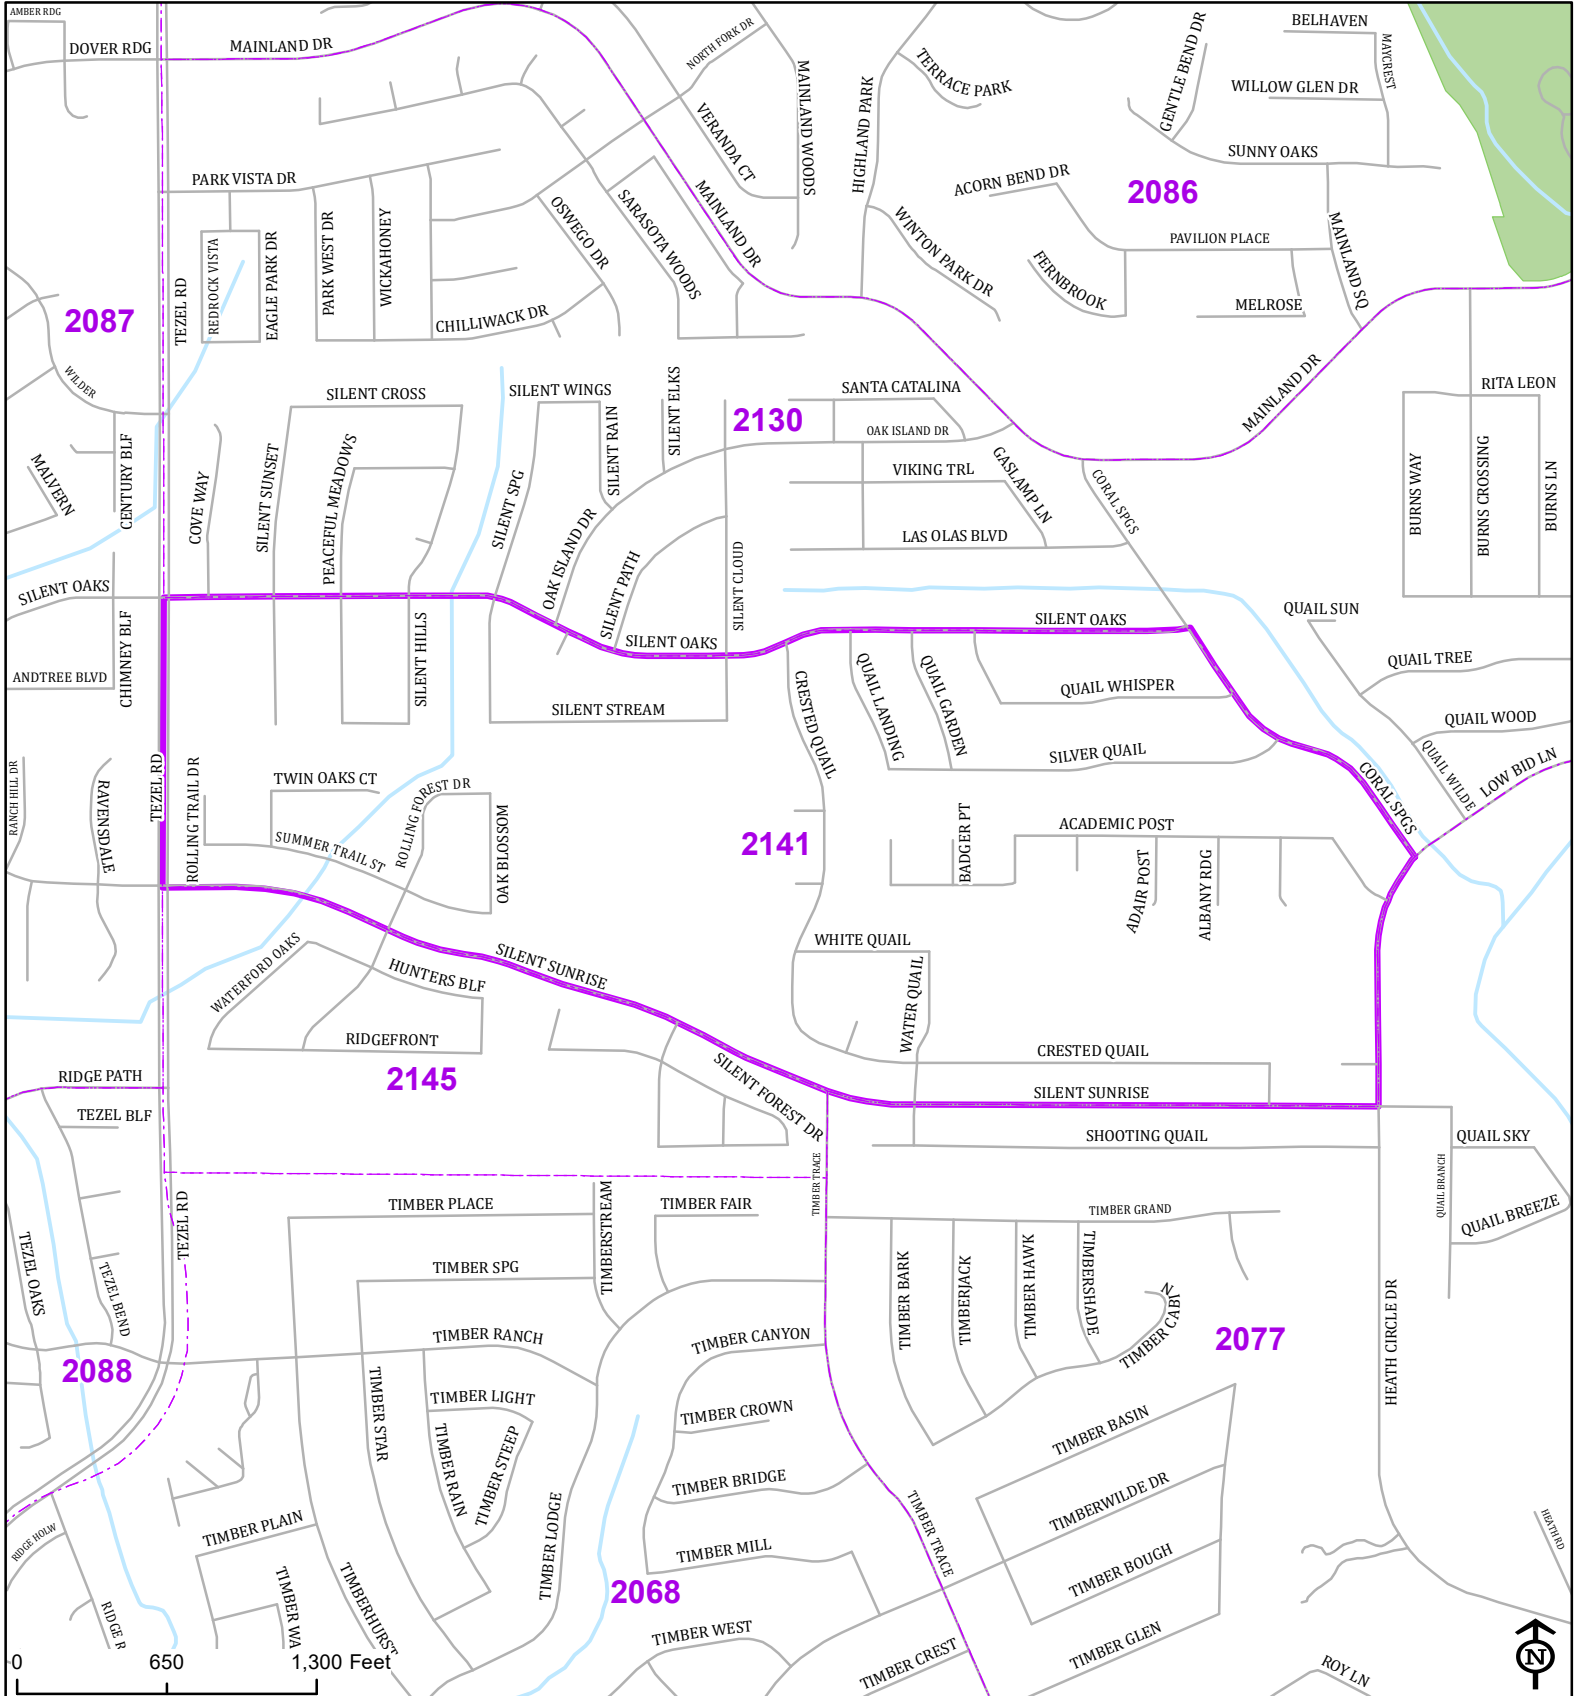 AMBER RDG
DOVER RDG
MAINLAND DR
NORTH FORK DR
MAINLAND WOODS
VERANDA CT
HIGHLAND PARK
TERRACE PARK
GENTLE BEND DR
BELHAVEN
MAYCREST
WILLOW GLEN DR
SUNNY OAKS
PARK VISTA DR
ACORN BEND DR
2086
MAINLAND DR
SARASOTA WOODS
OSWEGO DR
WINTON PARK DR
FERNBROOK
PAVILION PLACE
MAINLAND SQ
MELROSE
TEZEL RD
REDROCK VISTA
EAGLE PARK DR
PARK WEST DR
WICKAHONEY
CHILLIWACK DR
2087
WILDER
SILENT CROSS
SILENT WINGS
SILENT ELKS
SILENT RAIN
2130
SANTA CATALINA
OAK ISLAND DR
MAINLAND DR
RITA LEON
MALVERN
CENTURY BLF
COVE WAY
SILENT SUNSET
PEACEFUL MEADOWS
SILENT SPG
OAK ISLAND DR
SILENT PATH
SILENT CLOUD
VIKING TRL
GASLAMP LN
LAS OLAS BLVD
CORAL SPGS
BURNS WAY
BURNS CROSSING
BURNS LN
SILENT OAKS
CHIMNEY BLF
ANDTREE BLVD
SILENT HILLS
SILENT OAKS
SILENT STREAM
SILENT OAKS
QUAIL SUN
QUAIL TREE
QUAIL WOOD
QUAIL WILDE
LOW BID LN
CRESTED QUAIL
QUAIL LANDING
QUAIL GARDEN
QUAIL WHISPER
SILVER QUAIL
CORAL SPGS
RANCH HILL DR
RAVENSDALE
TEZEL RD
ROLLING TRAIL DR
TWIN OAKS CT
SUMMER TRAIL ST
ROLLING FOREST DR
OAK BLOSSOM
2141
BADGER PT
ACADEMIC POST
ADAIR POST
ALBANY RDG
WHITE QUAIL
WATER QUAIL
WATERFORD OAKS
HUNTERS BLF
SILENT SUNRISE
RIDGEFRONT
2145
CRESTED QUAIL
SILENT SUNRISE
SILENT FOREST DR
RIDGE PATH
TEZEL BLF
SHOOTING QUAIL
QUAIL SKY
QUAIL BRANCH
QUAIL BREEZE
TIMBER TRACE
TEZEL RD
TIMBER PLACE
TIMBERSTREAM
TIMBER FAIR
TIMBER GRAND
TEZEL OAKS
TEZEL BEND
TIMBER SPG
TIMBER BARK
TIMBERJACK
TIMBER HAWK
TIMBERSHADE
TIMBER CABI
N
2077
HEATH CIRCLE DR
2088
TIMBER RANCH
TIMBER CANYON
TIMBER STAR
TIMBER LIGHT
TIMBER RAIN
TIMBER STEEP
TIMBER CROWN
TIMBER BASIN
TIMBER BRIDGE
TIMBERWILDE DR
TIMBER LODGE
TIMBER PLAIN
TIMBER MILL
TIMBER TRACE
TIMBER BOUGH
HEATH RD
RIDGE HOLW
RIDGE R
TIMBER WA
TIMBERHURST
2068
TIMBER WEST
TIMBER CREST
TIMBER GLEN
ROY LN
0 650 1,300 Feet
N